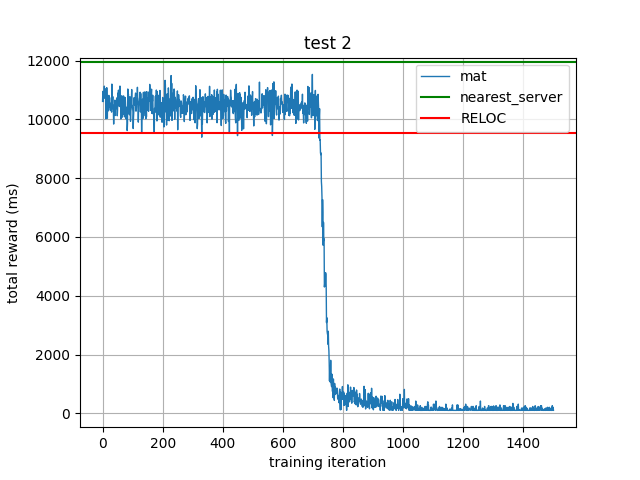 test 2
total reward (ms)
12000
10000
8000
6000
4000
2000
0
mat
nearest_server
RELOC
0 200 400 600 800 1000 1200 1400
training iteration